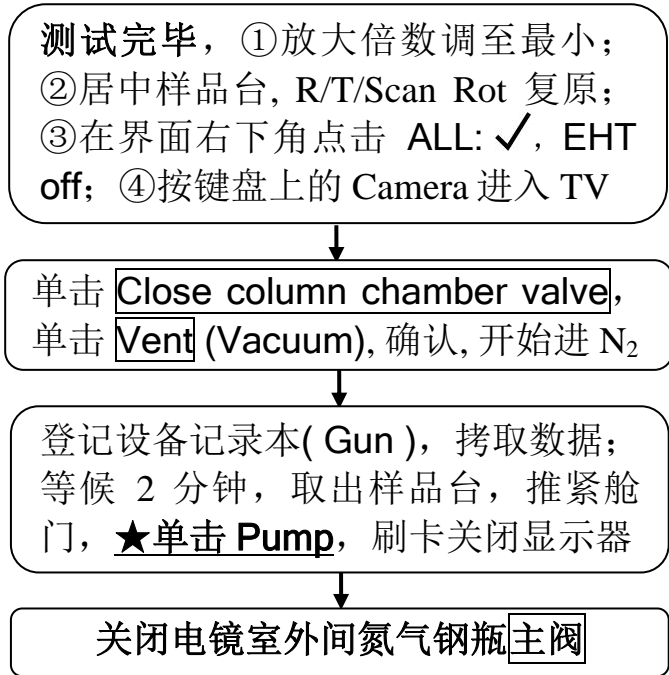 测试完毕，①放大倍数调至最小；
②居中样品台, R/T/Scan Rot 复原；
③在界面右下角点击 ALL: ✓, EHT
off；④按键盘上的 Camera 进入 TV
单击 Close column chamber valve，
单击 Vent (Vacuum), 确认, 开始进 N₂
登记设备记录本( Gun )，拷取数据；
等候 2 分钟，取出样品台，推紧舱
门，★单击 Pump，刷卡关闭显示器
关闭电镜室外间氮气钢瓶主阀